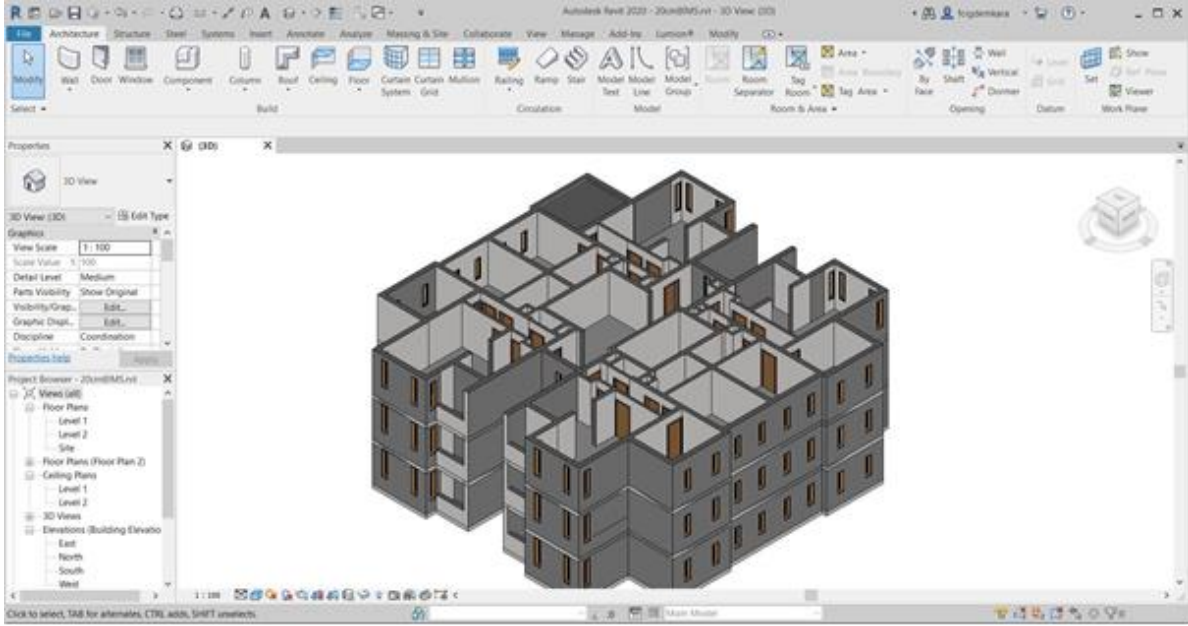 Autodesk Revit 2020 - 20cmBIMS.rvt - 3D View: {3D}
File Architecture Structure Steel Systems Insert Annotate Analyze Massing & Site Collaborate View Manage Add-Ins Lumion® Modify
Modify Wall Door Window Component Column Roof Ceiling Floor Curtain System Curtain Grid Mullion Railing Ramp Stair Model Text Model Line Model Group Room Room Separator Tag Room Area By Face Shaft Wall Set Show
Area Boundary Vertical Grid Ref Plane
Tag Area Dormer Viewer
Select Build Circulation Model Room & Area Opening Datum Work Plane
Properties X {3D} X
3D View
3D View: {3D} Edit Type
Graphics
View Scale 1 : 100
Scale Value 1: 100
Detail Level Medium
Parts Visibility Show Original
Visibility/Grap... Edit...
Graphic Displ... Edit...
Discipline Coordination
Properties help Apply
Project Browser - 20cmBIMS.rvt X
Views (all)
Floor Plans
Level 1
Level 2
Site
Floor Plans (Floor Plan 2)
Ceiling Plans
Level 1
Level 2
3D Views
Elevations (Building Elevatio
East
North
South
West
1 : 100
Click to select, TAB for alternates, CTRL adds, SHIFT unselects.
:0 Main Model